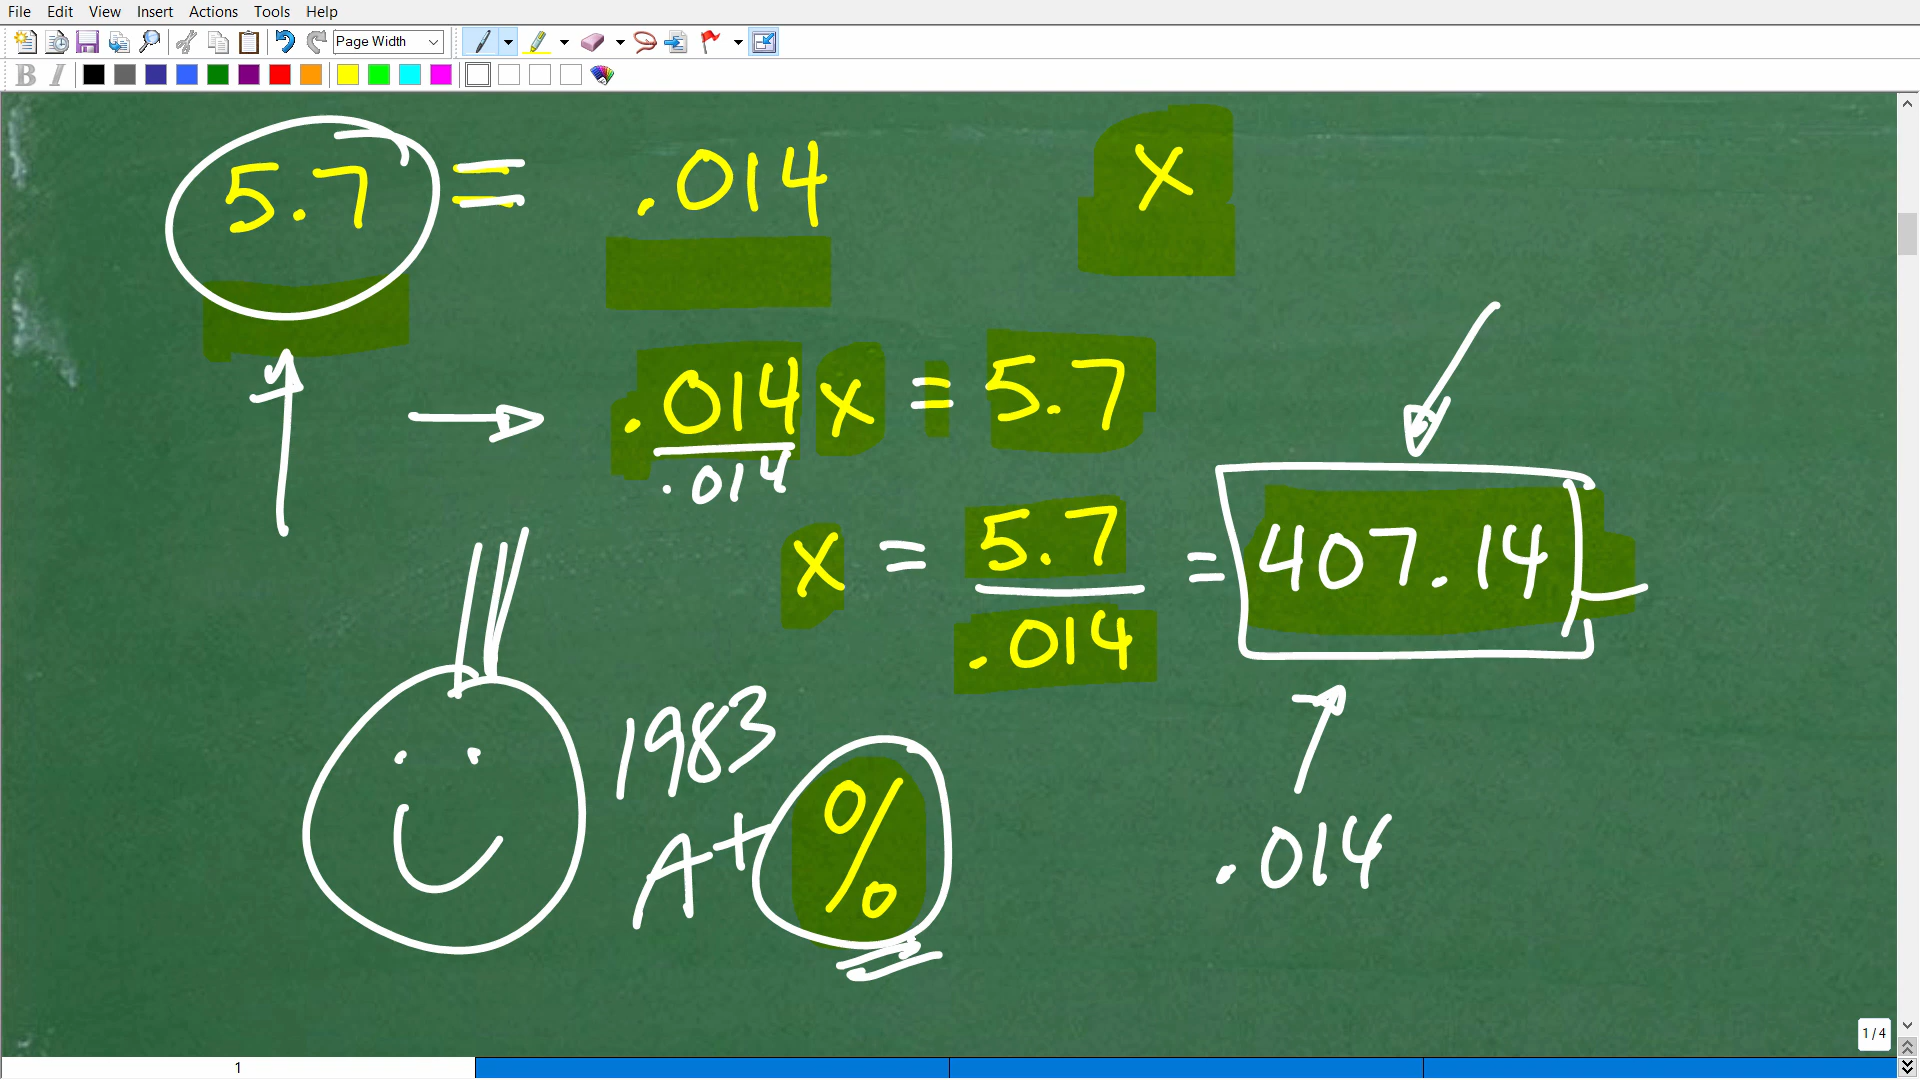 File Edit View Insert Actions Tools Help
Page Width
B I
5.7 = .014 x
.014x = 5.7
.014
x = 5.7 / .014 = 407.14
1983
A+ %
.014
1 / 4
1